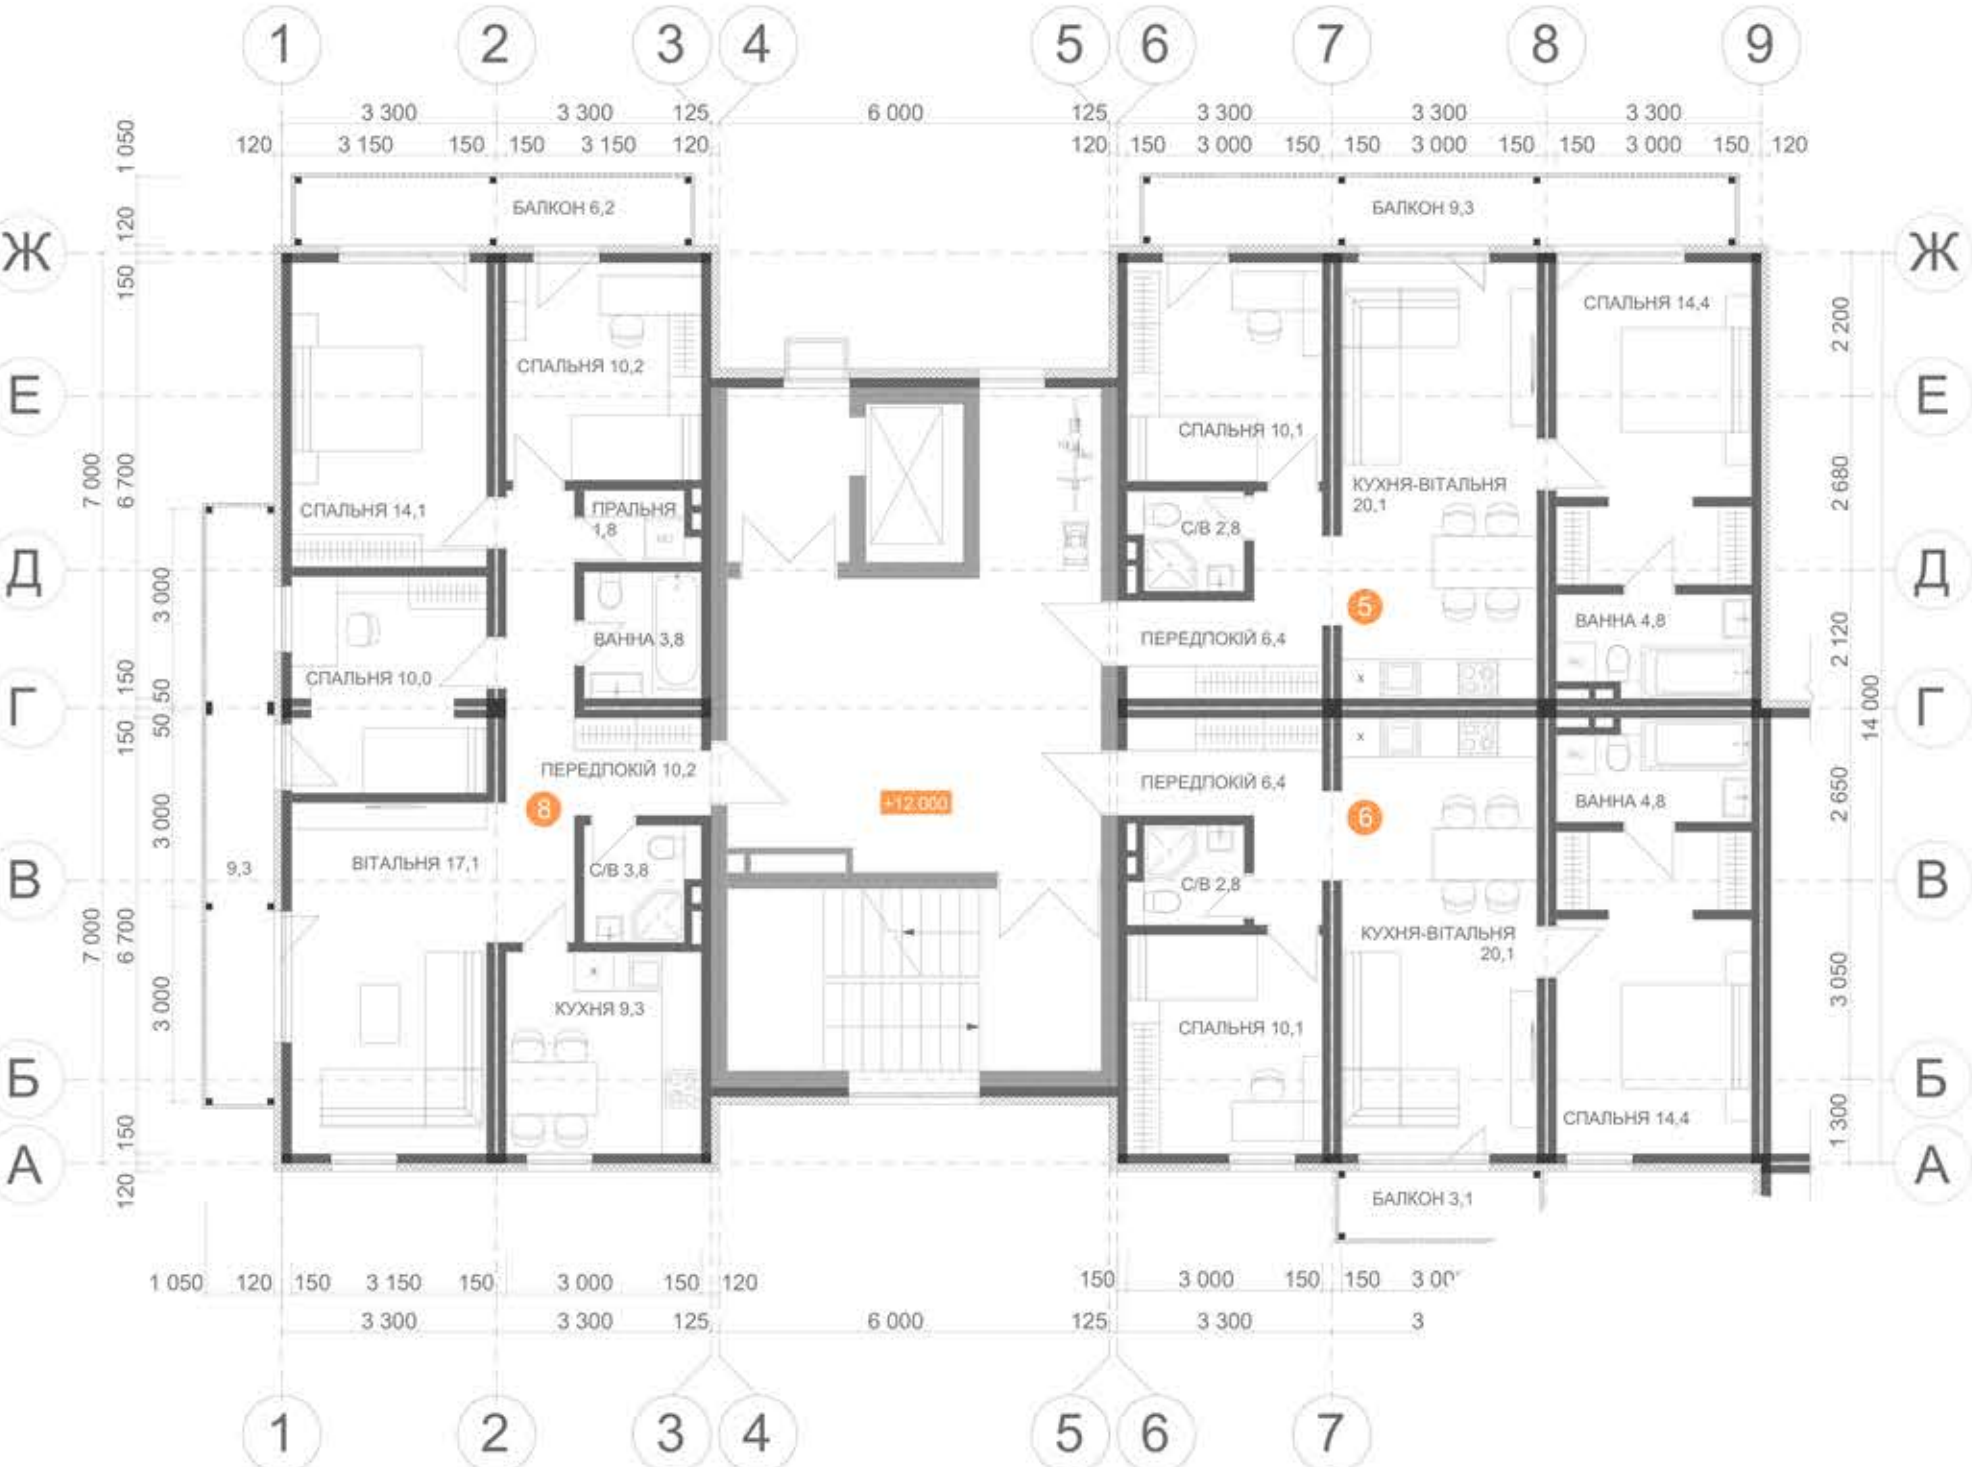 1 2 3 4 5 6 7 8 9
3 300 3 300 125 6 000 125 3 300 3 300 3 300
120 3 150 150 150 3 150 120 120 150 3 000 150 150 3 000 150 150 3 000 150 120
1 050
120
150
БАЛКОН 6,2
БАЛКОН 9,3
Ж
Ж
СПАЛЬНЯ 14,4
2 200
СПАЛЬНЯ 10,2
Е
Е
СПАЛЬНЯ 10,1
7 000
6 700
КУХНЯ-ВІТАЛЬНЯ
20,1
2 680
СПАЛЬНЯ 14,1
ПРАЛЬНЯ
1,8
С/В 2,8
Д
Д
3 000
5
ВАННА 4,8
ВАННА 3,8
ПЕРЕДПОКІЙ 6,4
2 120
СПАЛЬНЯ 10,0
150
50 50
150
x
Г
Г
14 000
x
ПЕРЕДПОКІЙ 10,2
ПЕРЕДПОКІЙ 6,4
8
+12.000
6
ВАННА 4,8
2 650
3 000
ВІТАЛЬНЯ 17,1
9,3
С/В 3,8
С/В 2,8
В
В
7 000
6 700
КУХНЯ-ВІТАЛЬНЯ
20,1
x
3 000
КУХНЯ 9,3
СПАЛЬНЯ 10,1
3 050
Б
Б
СПАЛЬНЯ 14,4
1 300
150
А
А
120
БАЛКОН 3,1
1 050 120 150 3 150 150 3 000 150 120 150 3 000 150 150
3 300 3 300 125 6 000 125 3 300 3
1 2 3 4 5 6 7